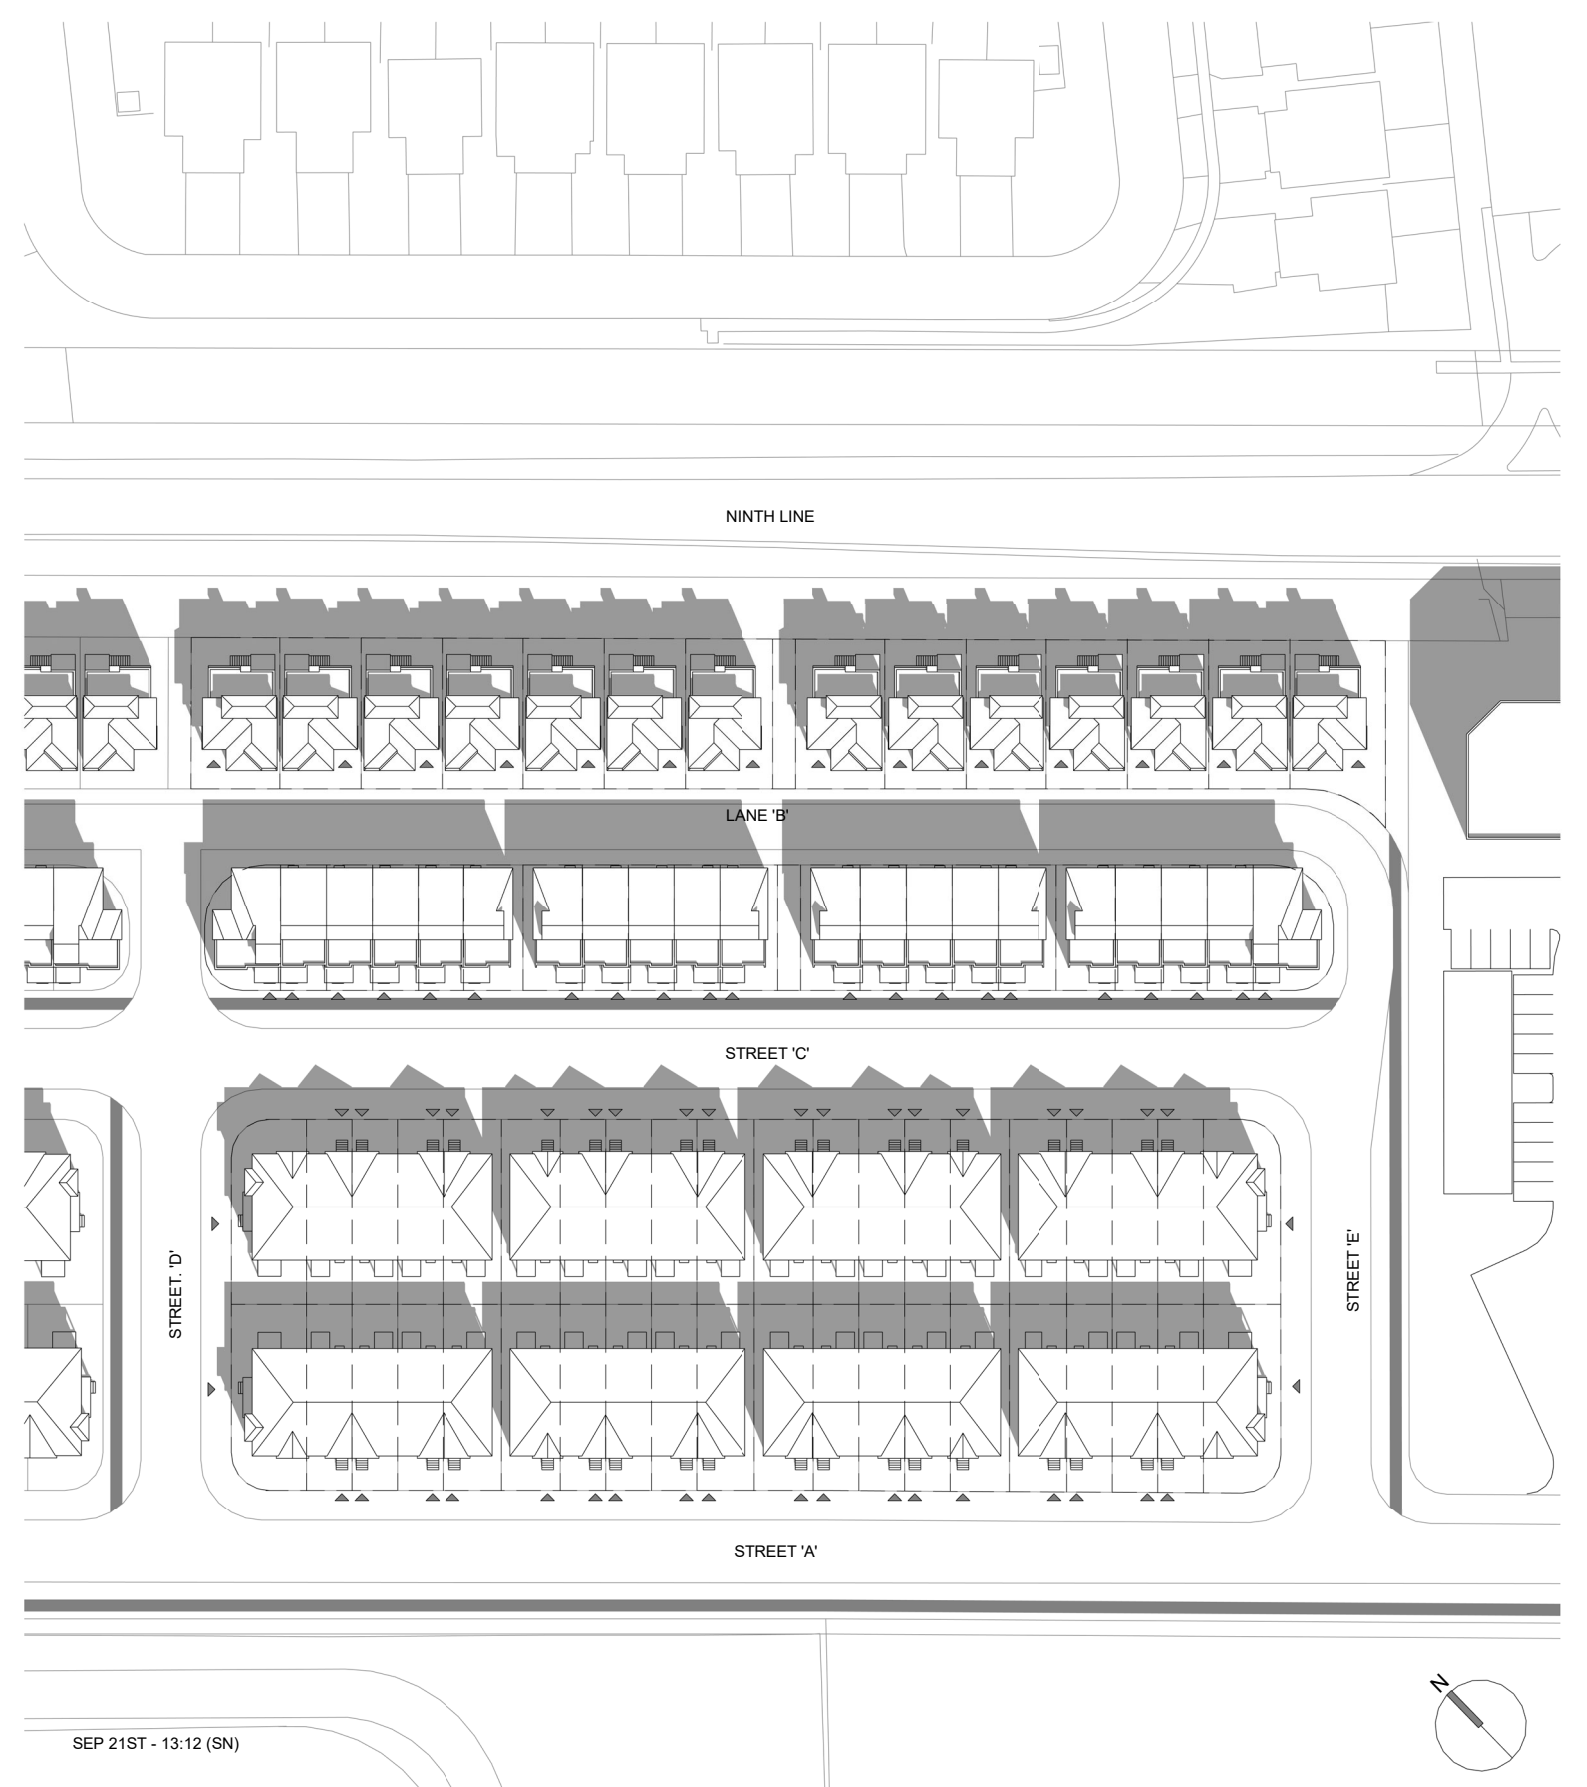 NINTH LINE
LANE 'B'
STREET 'C'
STREET. 'D'
STREET 'E'
STREET 'A'
N
SEP 21ST - 13:12 (SN)